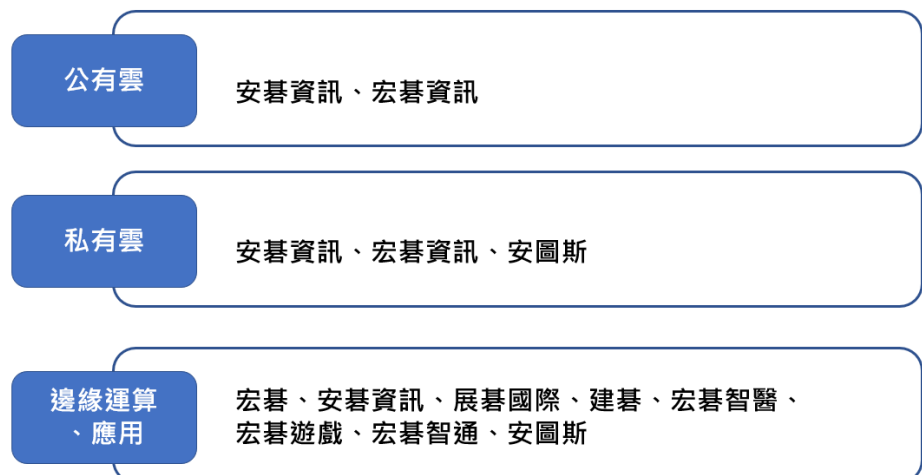 公有雲
安碁資訊、宏碁資訊
私有雲
安碁資訊、宏碁資訊、安圖斯
邊緣運算
、應用
宏碁、安碁資訊、展碁國際、建碁、宏碁智醫、
宏碁遊戲、宏碁智通、安圖斯